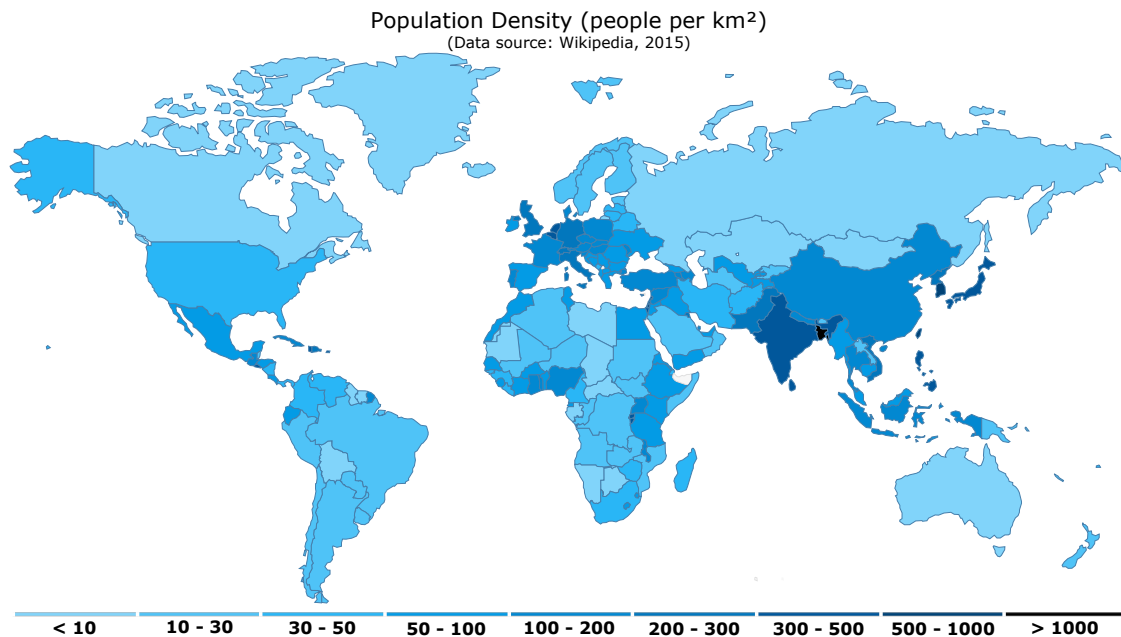 Population Density (people per km²)
(Data source: Wikipedia, 2015)
< 10 10 - 30 30 - 50 50 - 100 100 - 200 200 - 300 300 - 500 500 - 1000 > 1000